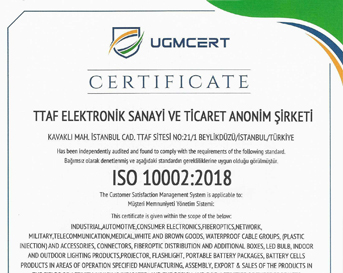 UGMCERT
CERTIFICATE
TTAF ELEKTRONİK SANAYİ VE TİCARET ANONİM ŞİRKETİ
KAVAKLI MAH. İSTANBUL CAD. TTAF SİTESİ NO:21/1 BEYLİKDÜZÜ/İSTANBUL/TÜRKİYE
Has been independently audited and found to comply with the requirements of the following standard.
Bağımsız olarak denetlenmiş ve aşağıdaki standardın gerekliliklerine uygun olduğu görülmüştür.
ISO 10002:2018
The Customer Satisfaction Management System is applicable to:
Müşteri Memnuniyeti Yönetim Sistemi:
This certificate is given within the scope of the below:
INDUSTRIAL,AUTOMOTIVE,CONSUMER ELECTRONICS,FIBEROPTICS,NETWORK,
MILITARY,TELECOMMUNICATION,MEDICAL,WHITE AND BROWN GOODS, WATERPROOF CABLE GROUPS, (PLASTIC
INJECTION) AND ACCESSORIES, CONNECTORS, FIBEROPTIC DISTRIBUTION AND ADDITIONAL BOXES, LED BULB, INDOOR
AND OUTDOOR LIGHTING PRODUCTS,PROJECTOR, FLASHLIGHT, PORTABLE BATTERY PACKAGES, BATTERY CELLS
PRODUCTS IN AREAS OF OPERATION SPECIFIED MANUFACTURING, ASSEMBLY, EXPORT & SALES OF THE PRODUCTS IN